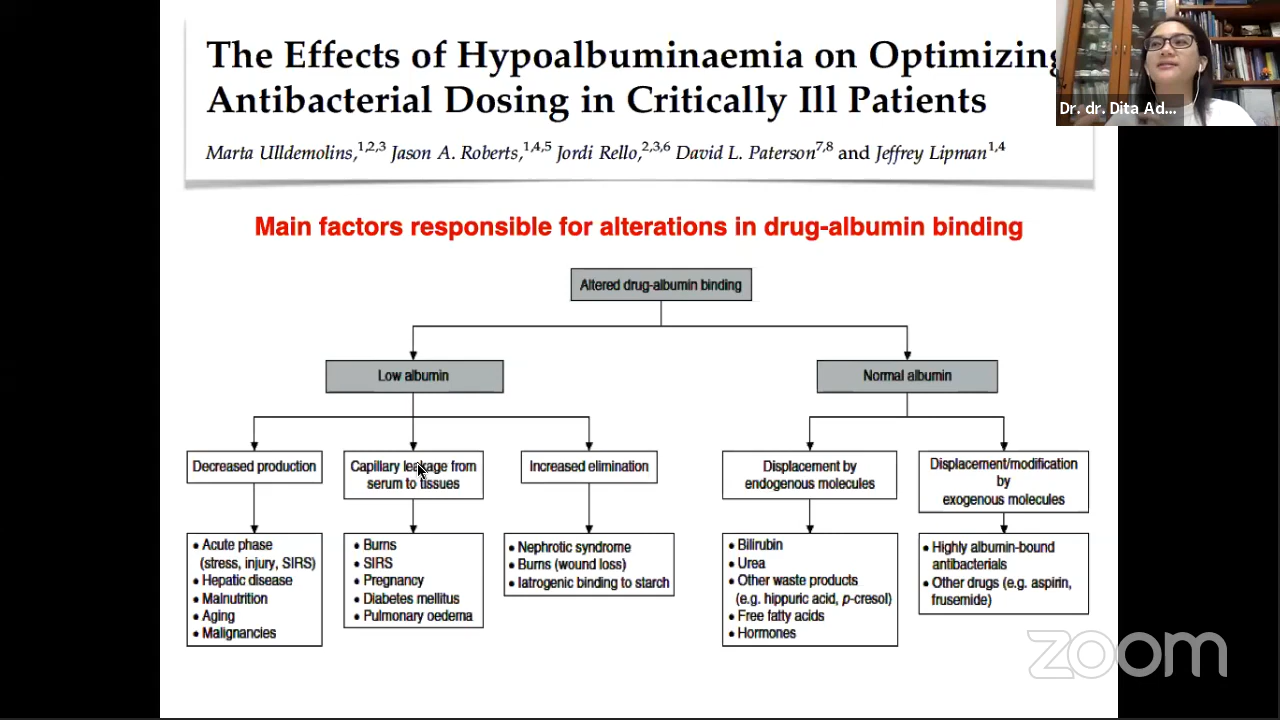 The Effects of Hypoalbuminaemia on Optimizing
Antibacterial Dosing in Critically Ill Patients
Marta Ulldemolins,1,2,3 Jason A. Roberts,1,4,5 Jordi Rello,2,3,6 David L. Paterson7,8 and Jeffrey Lipman1,4
Dr. dr. Dita Ad...
Main factors responsible for alterations in drug-albumin binding
Altered drug-albumin binding
Low albumin
Normal albumin
Decreased production
Capillary leakage from
serum to tissues
Increased elimination
Displacement by
endogenous molecules
Displacement/modification
by
exogenous molecules
• Acute phase
(stress, injury, SIRS)
• Hepatic disease
• Malnutrition
• Aging
• Malignancies
• Burns
• SIRS
• Pregnancy
• Diabetes mellitus
• Pulmonary oedema
• Nephrotic syndrome
• Burns (wound loss)
• Iatrogenic binding to starch
• Bilirubin
• Urea
• Other waste products
(e.g. hippuric acid, p-cresol)
• Free fatty acids
• Hormones
• Highly albumin-bound
antibacterials
• Other drugs (e.g. aspirin,
frusemide)
zoom